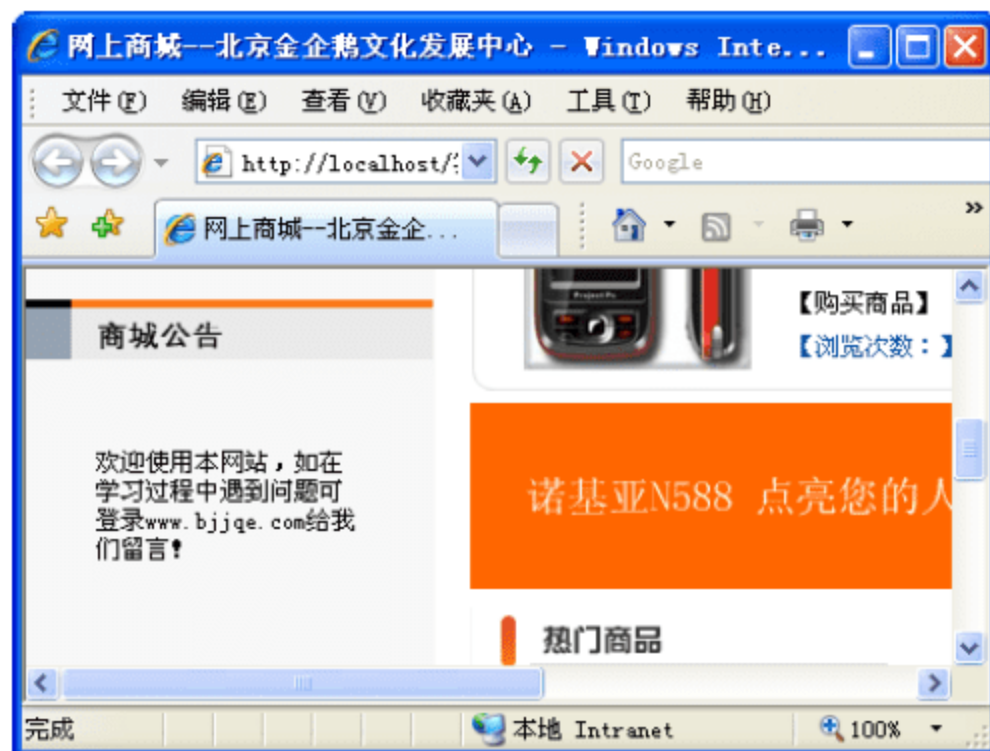 网上商城--北京金企鹅文化发展中心 - Windows Inte...
文件(F) 编辑(E) 查看(V) 收藏夹(A) 工具(T) 帮助(H)
http://localhost/
Google
网上商城--北京金企...
»
商城公告
欢迎使用本网站，如在
学习过程中遇到问题可
登录www.bjjqe.com给我
们留言！
【购买商品】
【浏览次数：】
诺基亚N588 点亮您的人
热门商品
完成
本地 Intranet
100%